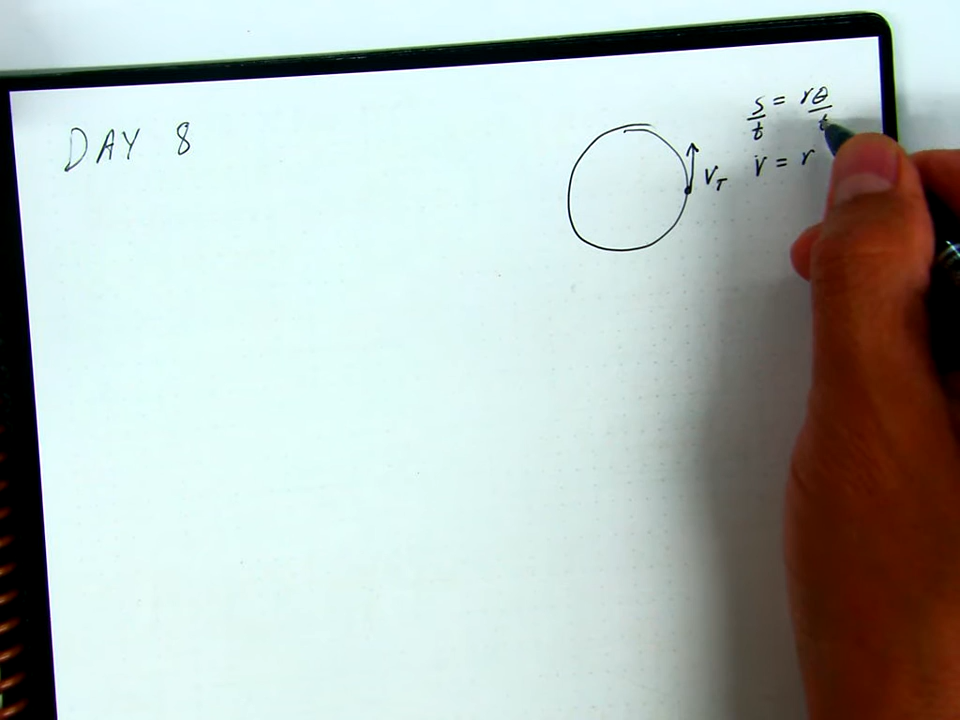 DAY 8
s/t = rθ/t
V_T
v = r